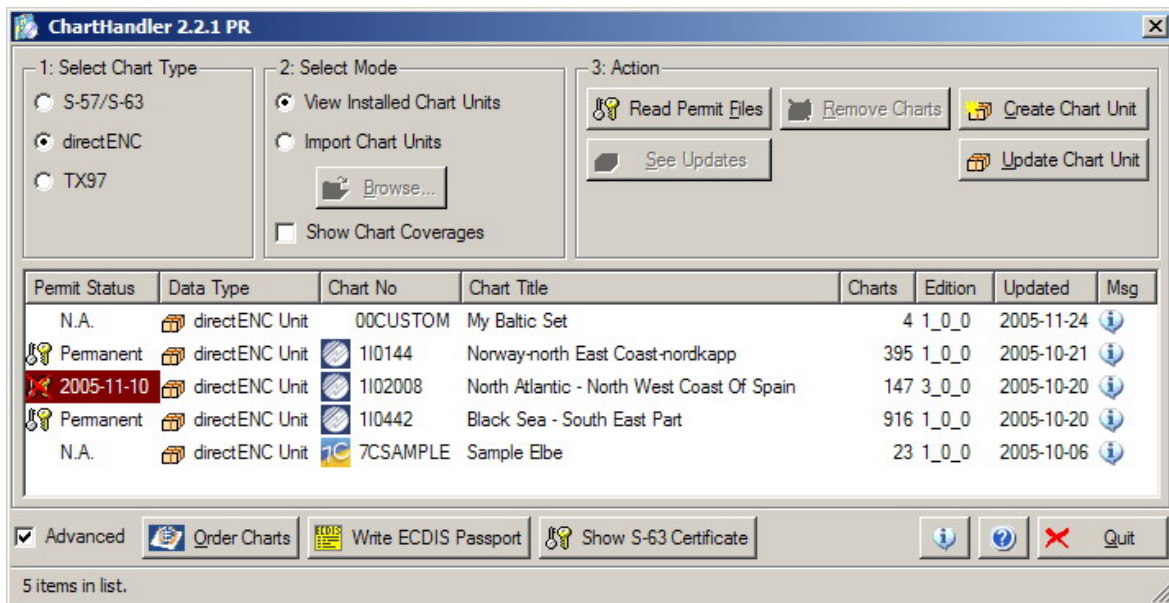 ChartHandler 2.2.1 PR
1: Select Chart Type
S-57/S-63
directENC
TX97
2: Select Mode
View Installed Chart Units
Import Chart Units
Browse...
Show Chart Coverages
3: Action
Read Permit Files Remove Charts Create Chart Unit
See Updates Update Chart Unit
Permit Status Data Type Chart No Chart Title Charts Edition Updated Msg
N.A. directENC Unit 00CUSTOM My Baltic Set 4 1_0_0 2005-11-24
Permanent directENC Unit 1I0144 Norway-north East Coast-nordkapp 395 1_0_0 2005-10-21
2005-11-10 directENC Unit 1I02008 North Atlantic - North West Coast Of Spain 147 3_0_0 2005-10-20
Permanent directENC Unit 1I0442 Black Sea - South East Part 916 1_0_0 2005-10-20
N.A. directENC Unit 7C 7CSAMPLE Sample Elbe 23 1_0_0 2005-10-06
Advanced Order Charts ECDIS Write ECDIS Passport Show S-63 Certificate Quit
5 items in list.